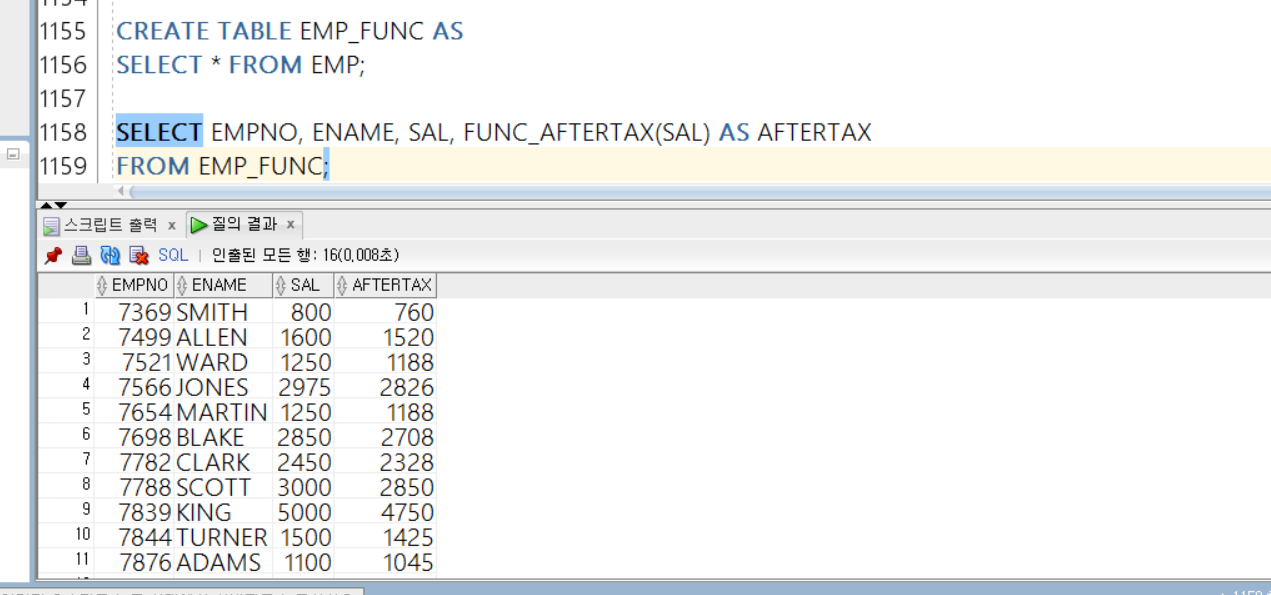 1155 CREATE TABLE EMP_FUNC AS
1156 SELECT * FROM EMP;
1157
1158 SELECT EMPNO, ENAME, SAL, FUNC_AFTERTAX(SAL) AS AFTERTAX
1159 FROM EMP_FUNC;
스크립트 출력 x 질의 결과 x
SQL | 인출된 모든 행: 16(0,008초)
EMPNO ENAME SAL AFTERTAX
1 7369 SMITH 800 760
2 7499 ALLEN 1600 1520
3 7521 WARD 1250 1188
4 7566 JONES 2975 2826
5 7654 MARTIN 1250 1188
6 7698 BLAKE 2850 2708
7 7782 CLARK 2450 2328
8 7788 SCOTT 3000 2850
9 7839 KING 5000 4750
10 7844 TURNER 1500 1425
11 7876 ADAMS 1100 1045